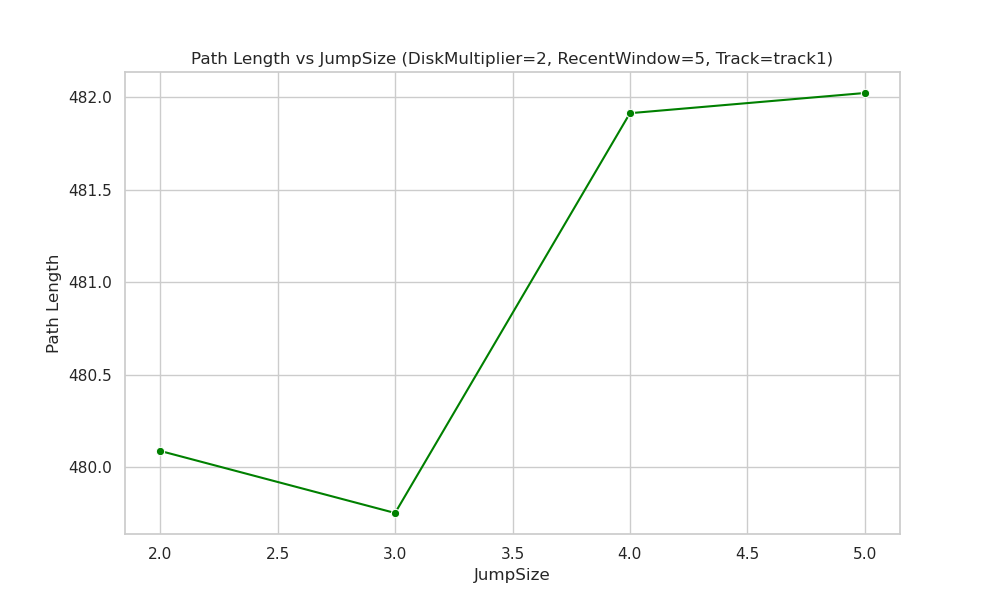 Path Length vs JumpSize (DiskMultiplier=2, RecentWindow=5, Track=track1)
482.0
481.5
481.0
480.5
480.0
Path Length
2.0 2.5 3.0 3.5 4.0 4.5 5.0
JumpSize